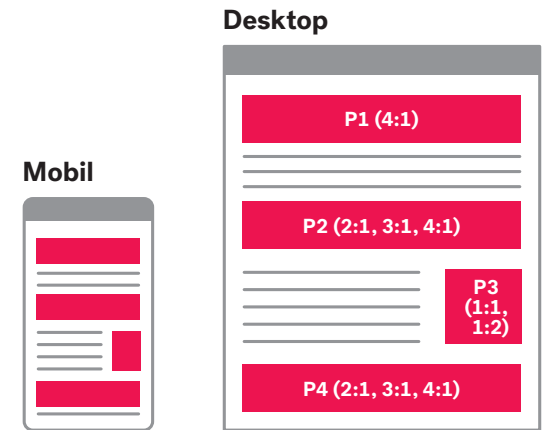 Desktop
P1 (4:1)
Mobil
P2 (2:1, 3:1, 4:1)
P3
(1:1,
1:2)
P4 (2:1, 3:1, 4:1)